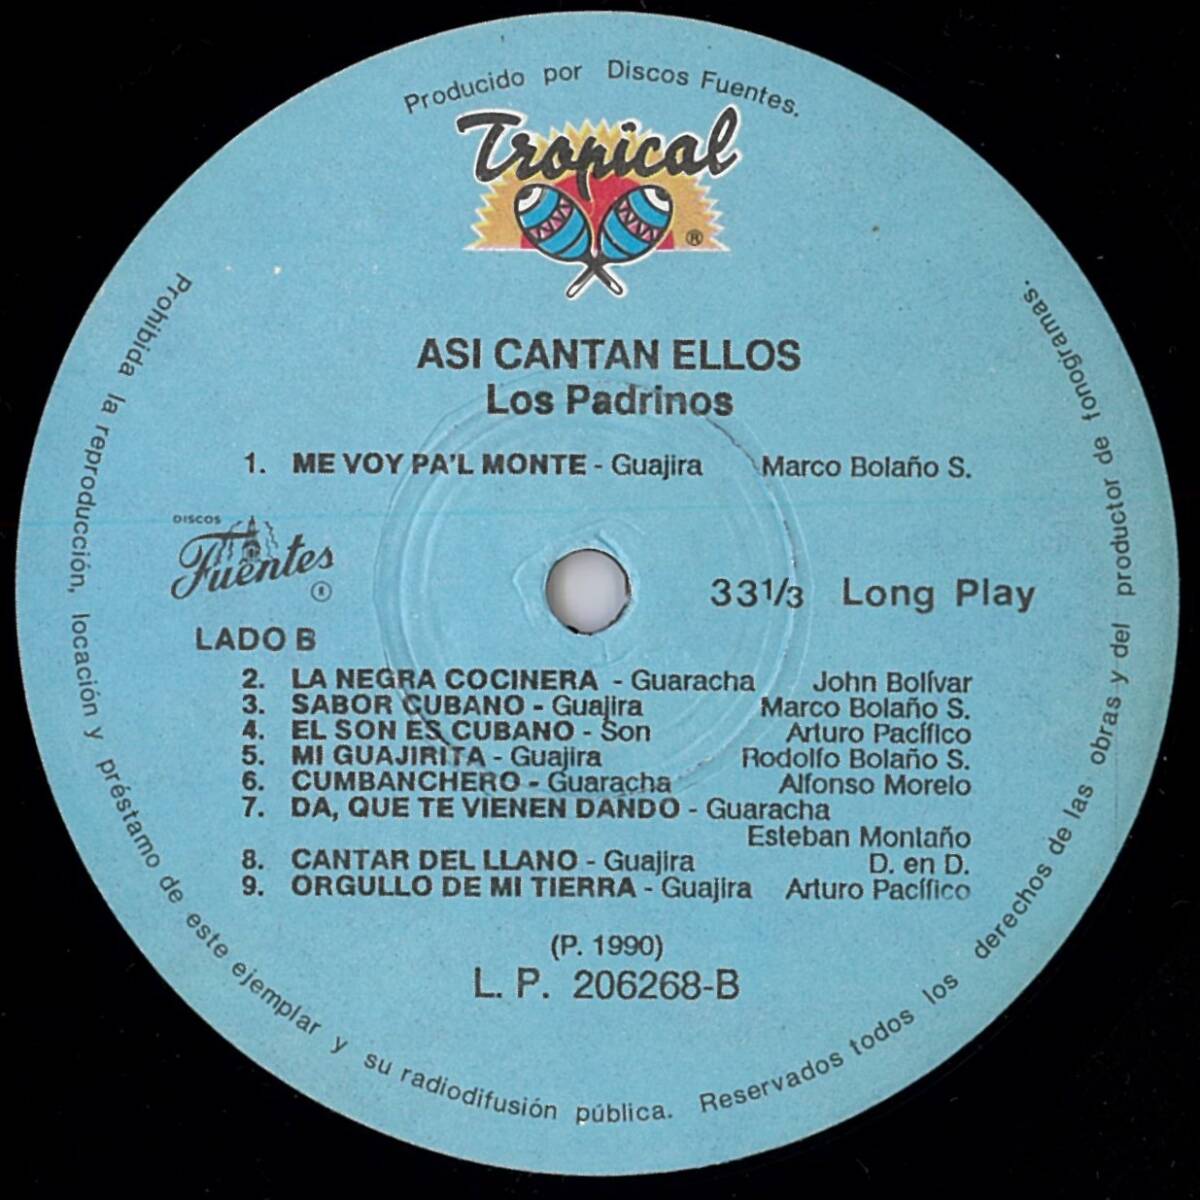 Producido por Discos Fuentes.
Tropical
®
ASI CANTAN ELLOS
Los Padrinos
1. ME VOY PA'L MONTE - Guajira Marco Bolaño S.
DISCOS
Fuentes
®
33 1/3 Long Play
LADO B
2. LA NEGRA COCINERA - Guaracha John Bolívar
3. SABOR CUBANO - Guajira Marco Bolaño S.
4. EL SON ES CUBANO - Son Arturo Pacífico
5. MI GUAJIRITA - Guajira Rodolfo Bolaño S.
6. CUMBANCHERO - Guaracha Alfonso Morelo
7. DA, QUE TE VIENEN DANDO - Guaracha
Esteban Montaño
8. CANTAR DEL LLANO - Guajira D. en D.
9. ORGULLO DE MI TIERRA - Guajira Arturo Pacífico
(P. 1990)
L. P. 206268-B
Prohibida la reproducción, locación y préstamo de este ejemplar y su radiodifusión pública. Reservados todos los derechos de las obras y del productor de fonogramas.